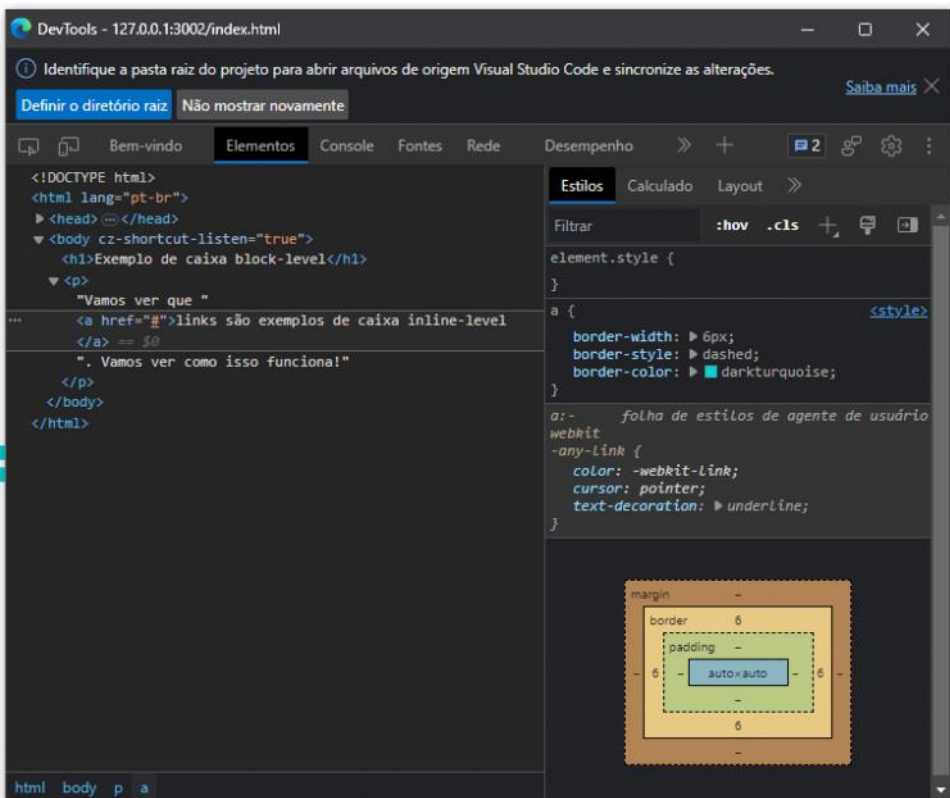 DevTools - 127.0.0.1:3002/index.html
Identifique a pasta raiz do projeto para abrir arquivos de origem Visual Studio Code e sincronize as alterações.
Saiba mais
Definir o diretório raiz Não mostrar novamente
Bem-vindo Elementos Console Fontes Rede Desempenho » + 2
<!DOCTYPE html>
<html lang="pt-br">
<head>…</head>
<body cz-shortcut-listen="true">
<h1>Exemplo de caixa block-level</h1>
<p>
"Vamos ver que "
… <a href="#">links são exemplos de caixa inline-level
</a> == $0
". Vamos ver como isso funciona!"
</p>
</body>
</html>
html body p a
Estilos Calculado Layout »
Filtrar :hov .cls +
element.style {
}
a { <style>
border-width: 6px;
border-style: dashed;
border-color: darkturquoise;
}
a:- folha de estilos de agente de usuário
webkit
-any-link {
color: -webkit-link;
cursor: pointer;
text-decoration: underline;
}
margin -
border 6
padding -
- 6 - auto×auto - 6 -
-
6
-